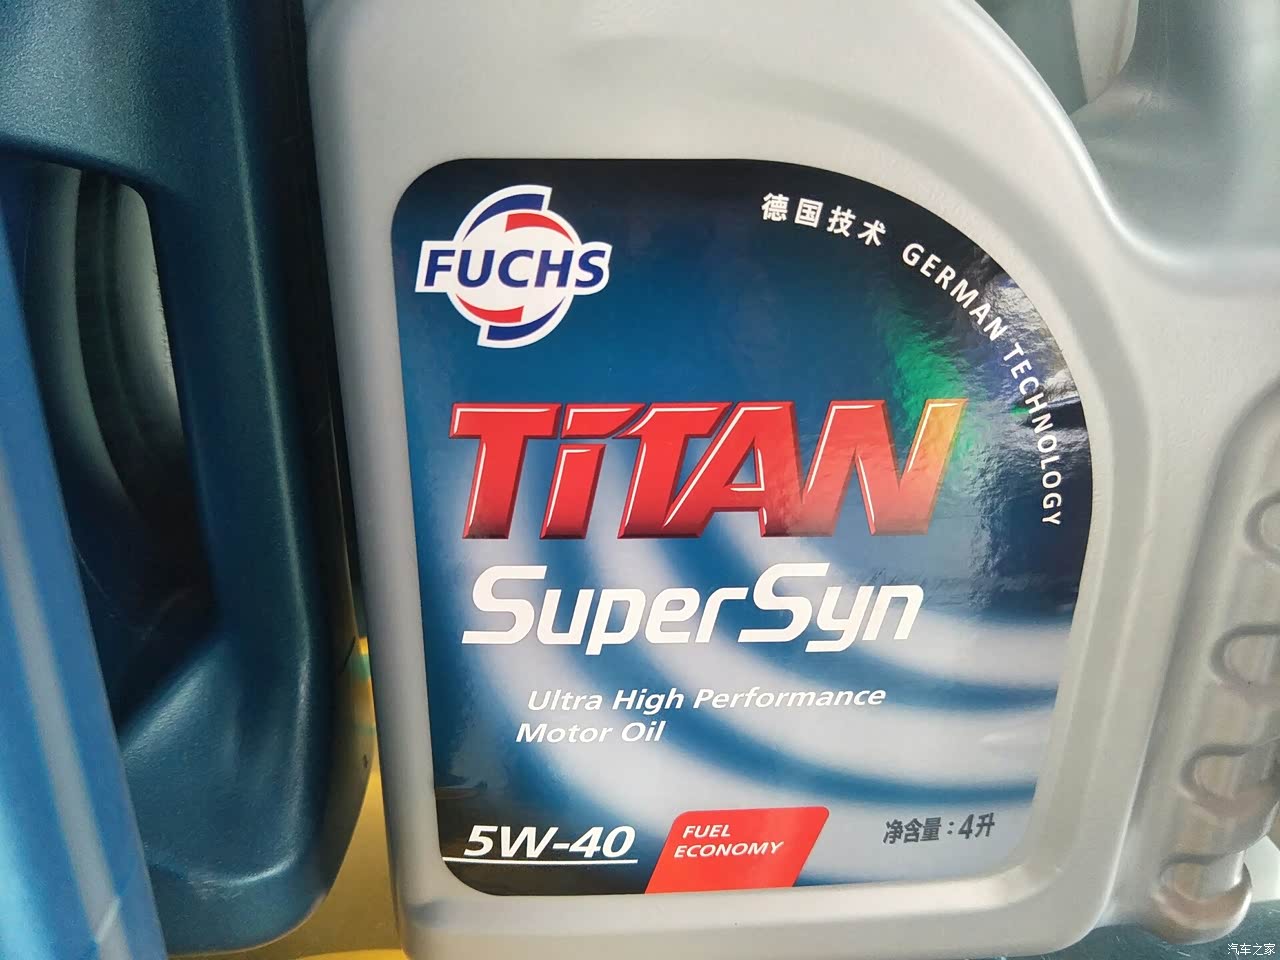 FUCHS
德国技术 GERMAN TECHNOLOGY
TiTAN
SuperSyn
Ultra High Performance
Motor Oil
5W-40
FUEL
ECONOMY
净含量:4升
汽车之家